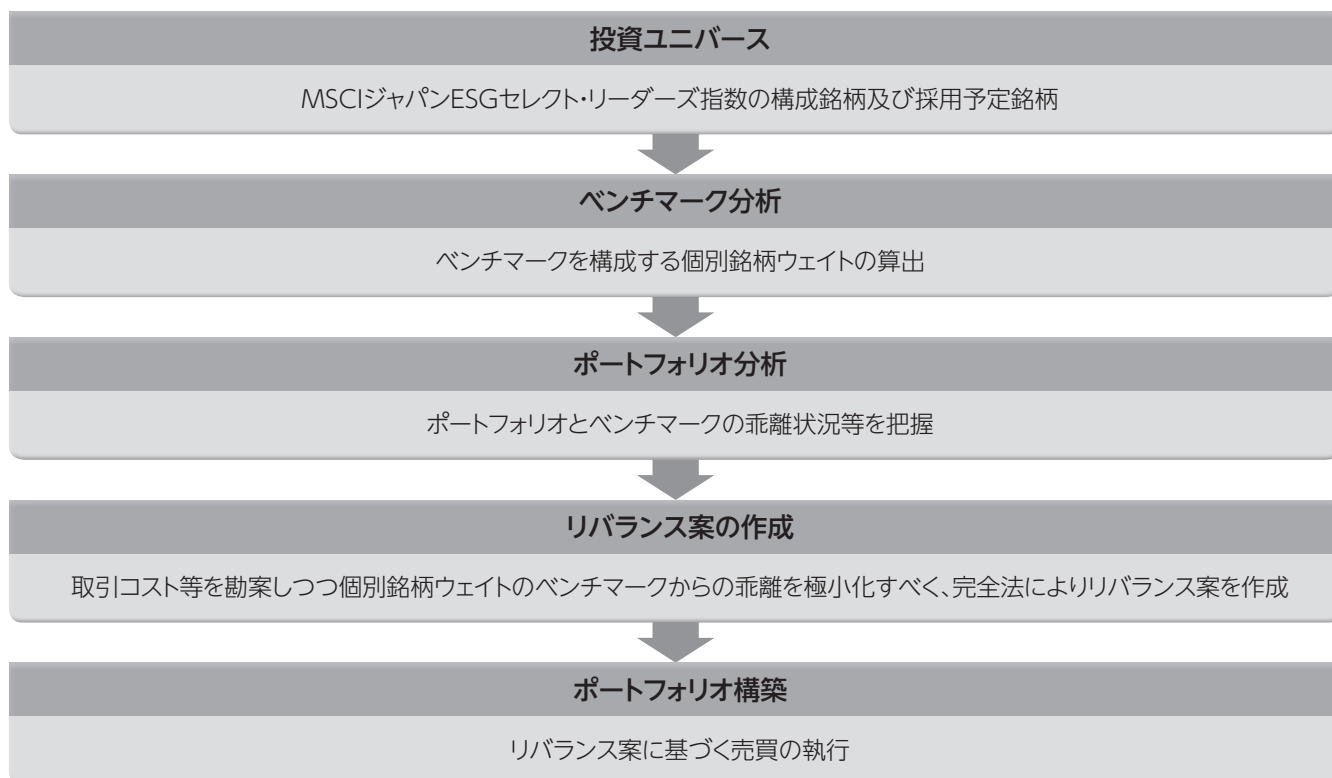 投資ユニバース
MSCIジャパンESGセレクト・リーダーズ指数の構成銘柄及び採用予定銘柄
ベンチマーク分析
ベンチマークを構成する個別銘柄ウェイトの算出
ポートフォリオ分析
ポートフォリオとベンチマークの乖離状況等を把握
リバランス案の作成
取引コスト等を勘案しつつ個別銘柄ウェイトのベンチマークからの乖離を極小化すべく、完全法によりリバランス案を作成
ポートフォリオ構築
リバランス案に基づく売買の執行